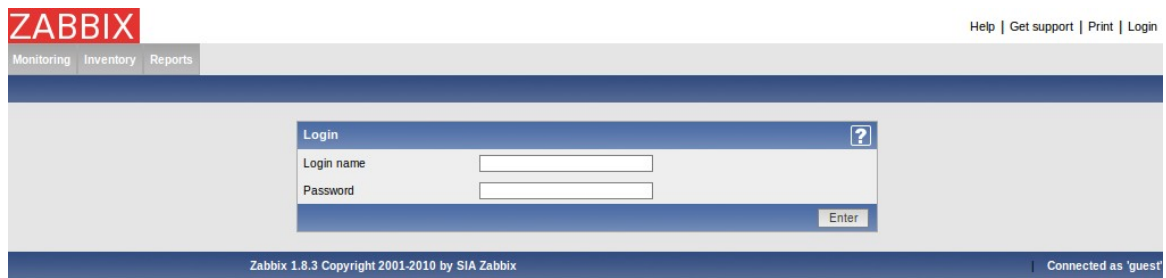 ZABBIX
Help | Get support | Print | Login
Monitoring Inventory Reports
Login ?
Login name
Password
Enter
Zabbix 1.8.3 Copyright 2001-2010 by SIA Zabbix | Connected as 'guest'